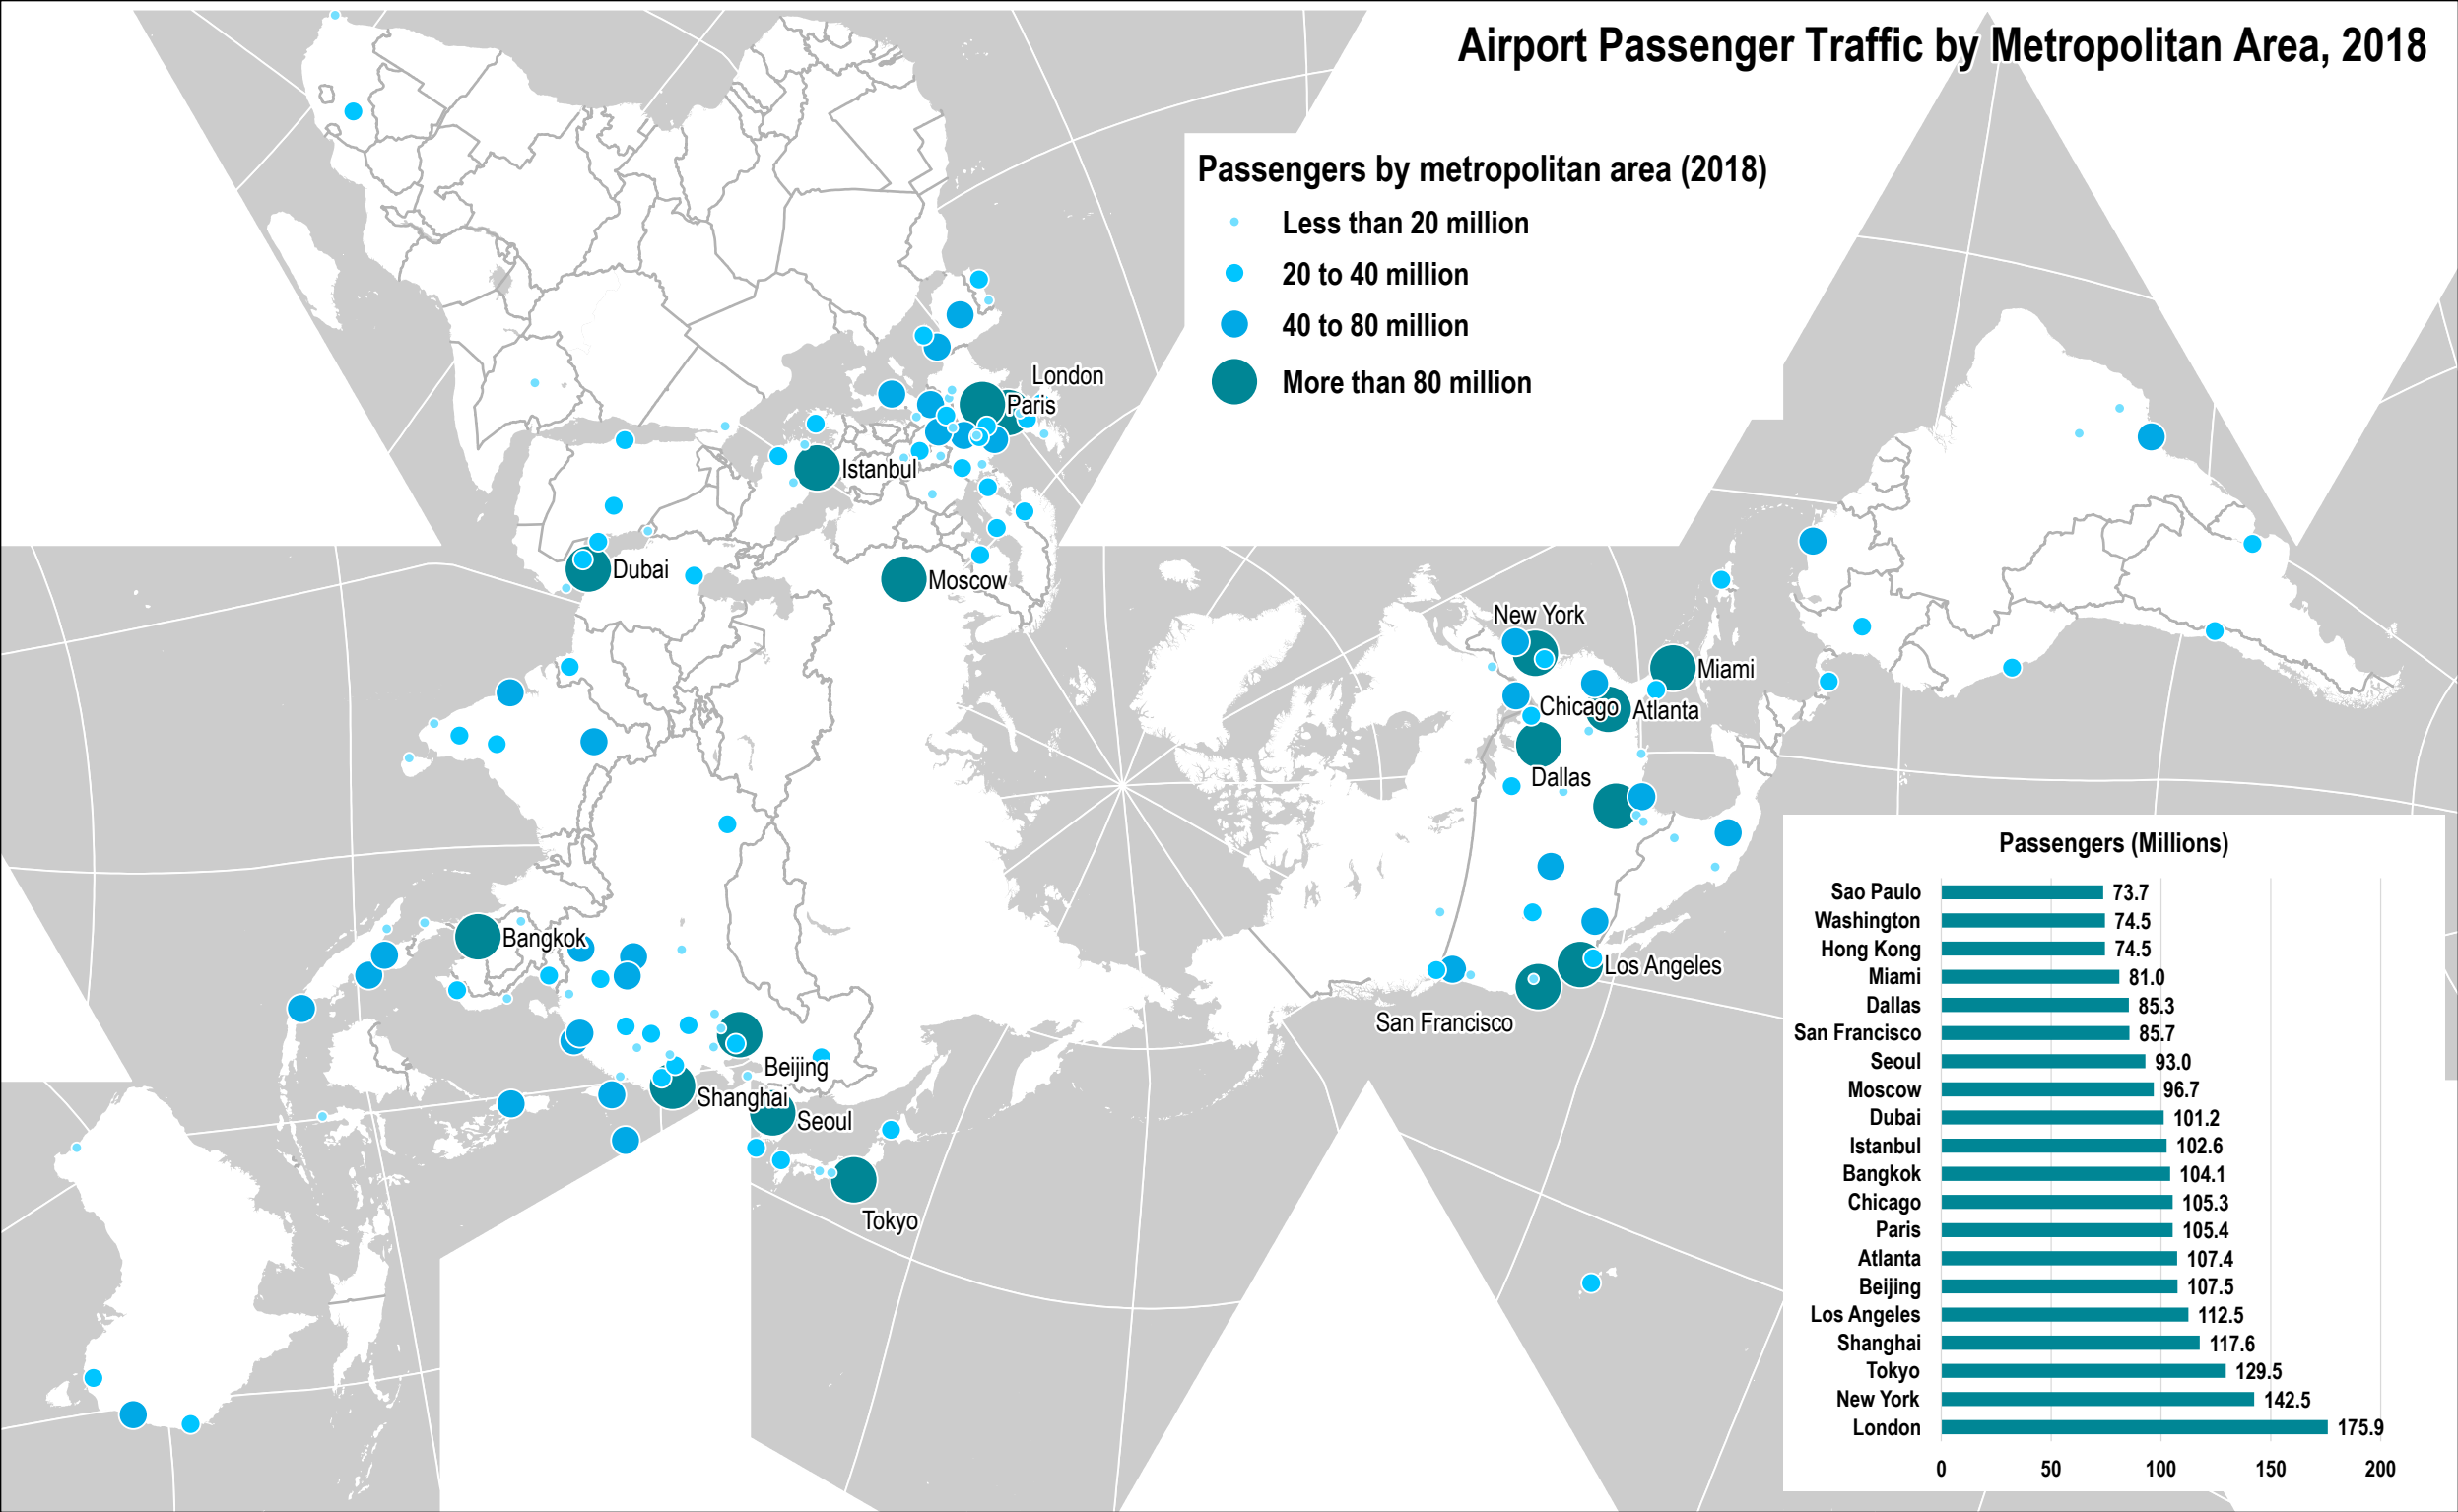 Airport Passenger Traffic by Metropolitan Area, 2018
Passengers by metropolitan area (2018)
Less than 20 million
20 to 40 million
40 to 80 million
More than 80 million
London
Paris
Istanbul
Dubai
Moscow
New York
Miami
Chicago
Atlanta
Dallas
Bangkok
Los Angeles
San Francisco
Beijing
Shanghai
Seoul
Tokyo
Passengers (Millions)
Sao Paulo 73.7
Washington 74.5
Hong Kong 74.5
Miami 81.0
Dallas 85.3
San Francisco 85.7
Seoul 93.0
Moscow 96.7
Dubai 101.2
Istanbul 102.6
Bangkok 104.1
Chicago 105.3
Paris 105.4
Atlanta 107.4
Beijing 107.5
Los Angeles 112.5
Shanghai 117.6
Tokyo 129.5
New York 142.5
London 175.9
0 50 100 150 200